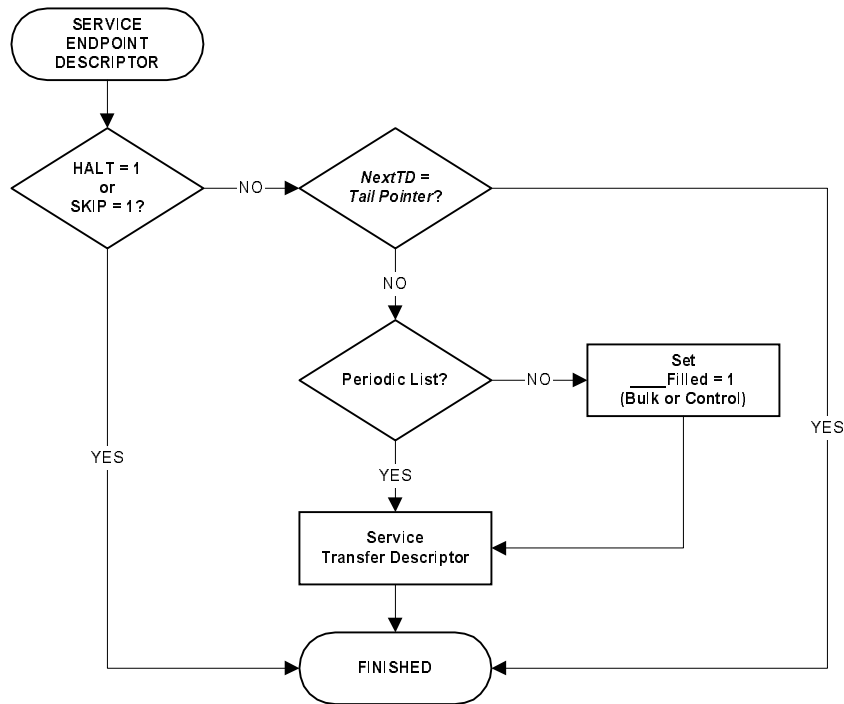 SERVICE
ENDPOINT
DESCRIPTOR
HALT = 1
or
SKIP = 1?
NO
NextTD =
Tail Pointer?
NO
Periodic List?
NO
Set
____Filled = 1
(Bulk or Control)
YES
YES
YES
Service
Transfer Descriptor
FINISHED